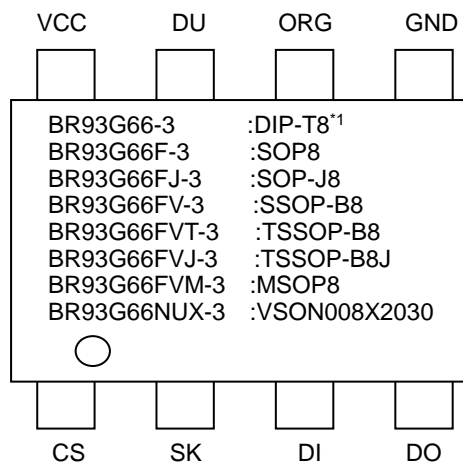 VCC DU ORG GND
BR93G66-3 :DIP-T8*1
BR93G66F-3 :SOP8
BR93G66FJ-3 :SOP-J8
BR93G66FV-3 :SSOP-B8
BR93G66FVT-3 :TSSOP-B8
BR93G66FVJ-3 :TSSOP-B8J
BR93G66FVM-3 :MSOP8
BR93G66NUX-3 :VSON008X2030
CS SK DI DO